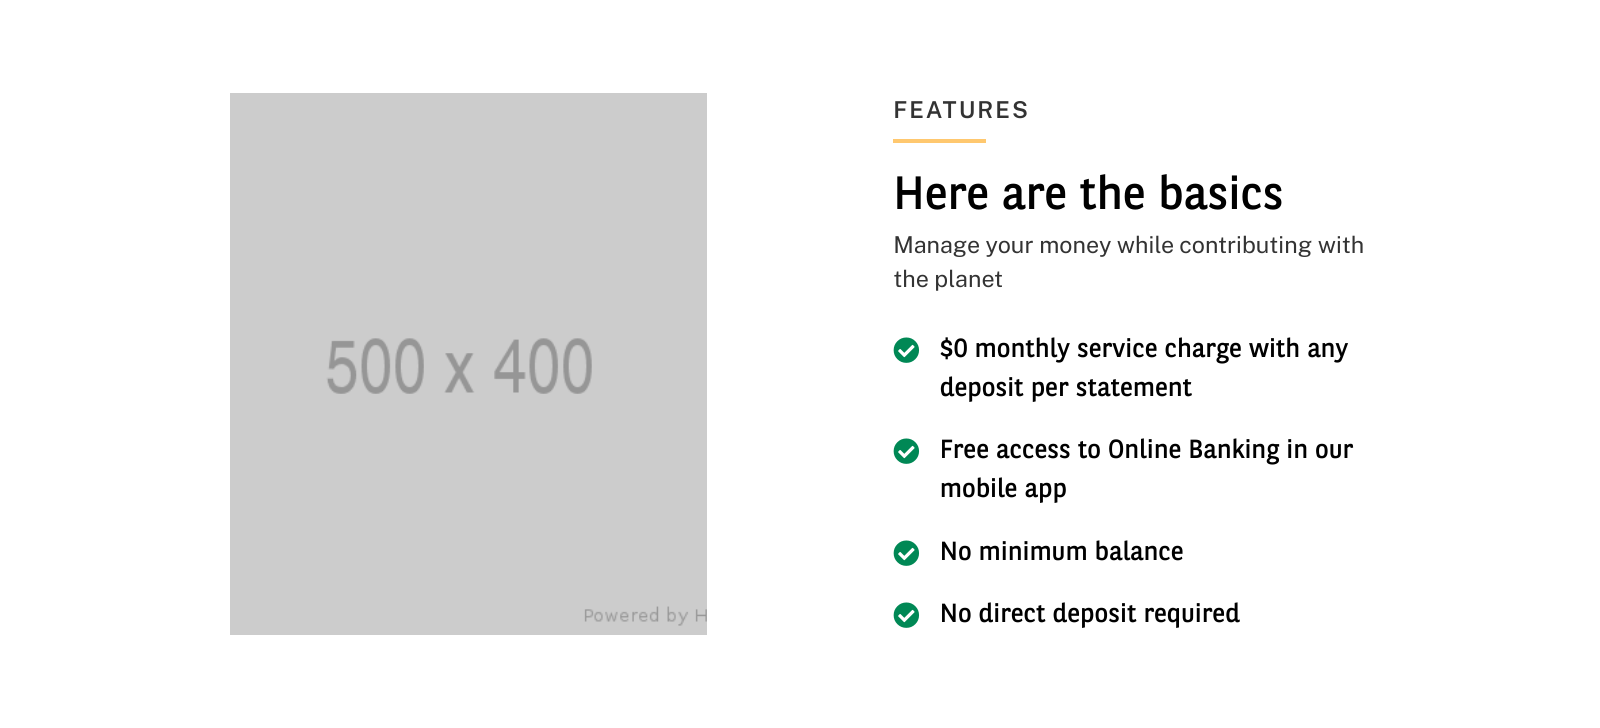 500 x 400
Powered by H
FEATURES
Here are the basics
Manage your money while contributing with
the planet
$0 monthly service charge with any
deposit per statement
Free access to Online Banking in our
mobile app
No minimum balance
No direct deposit required